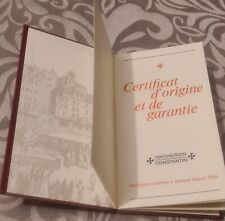 Certificat
d'origine
et de
garantie
VACHERON
CONSTANTIN